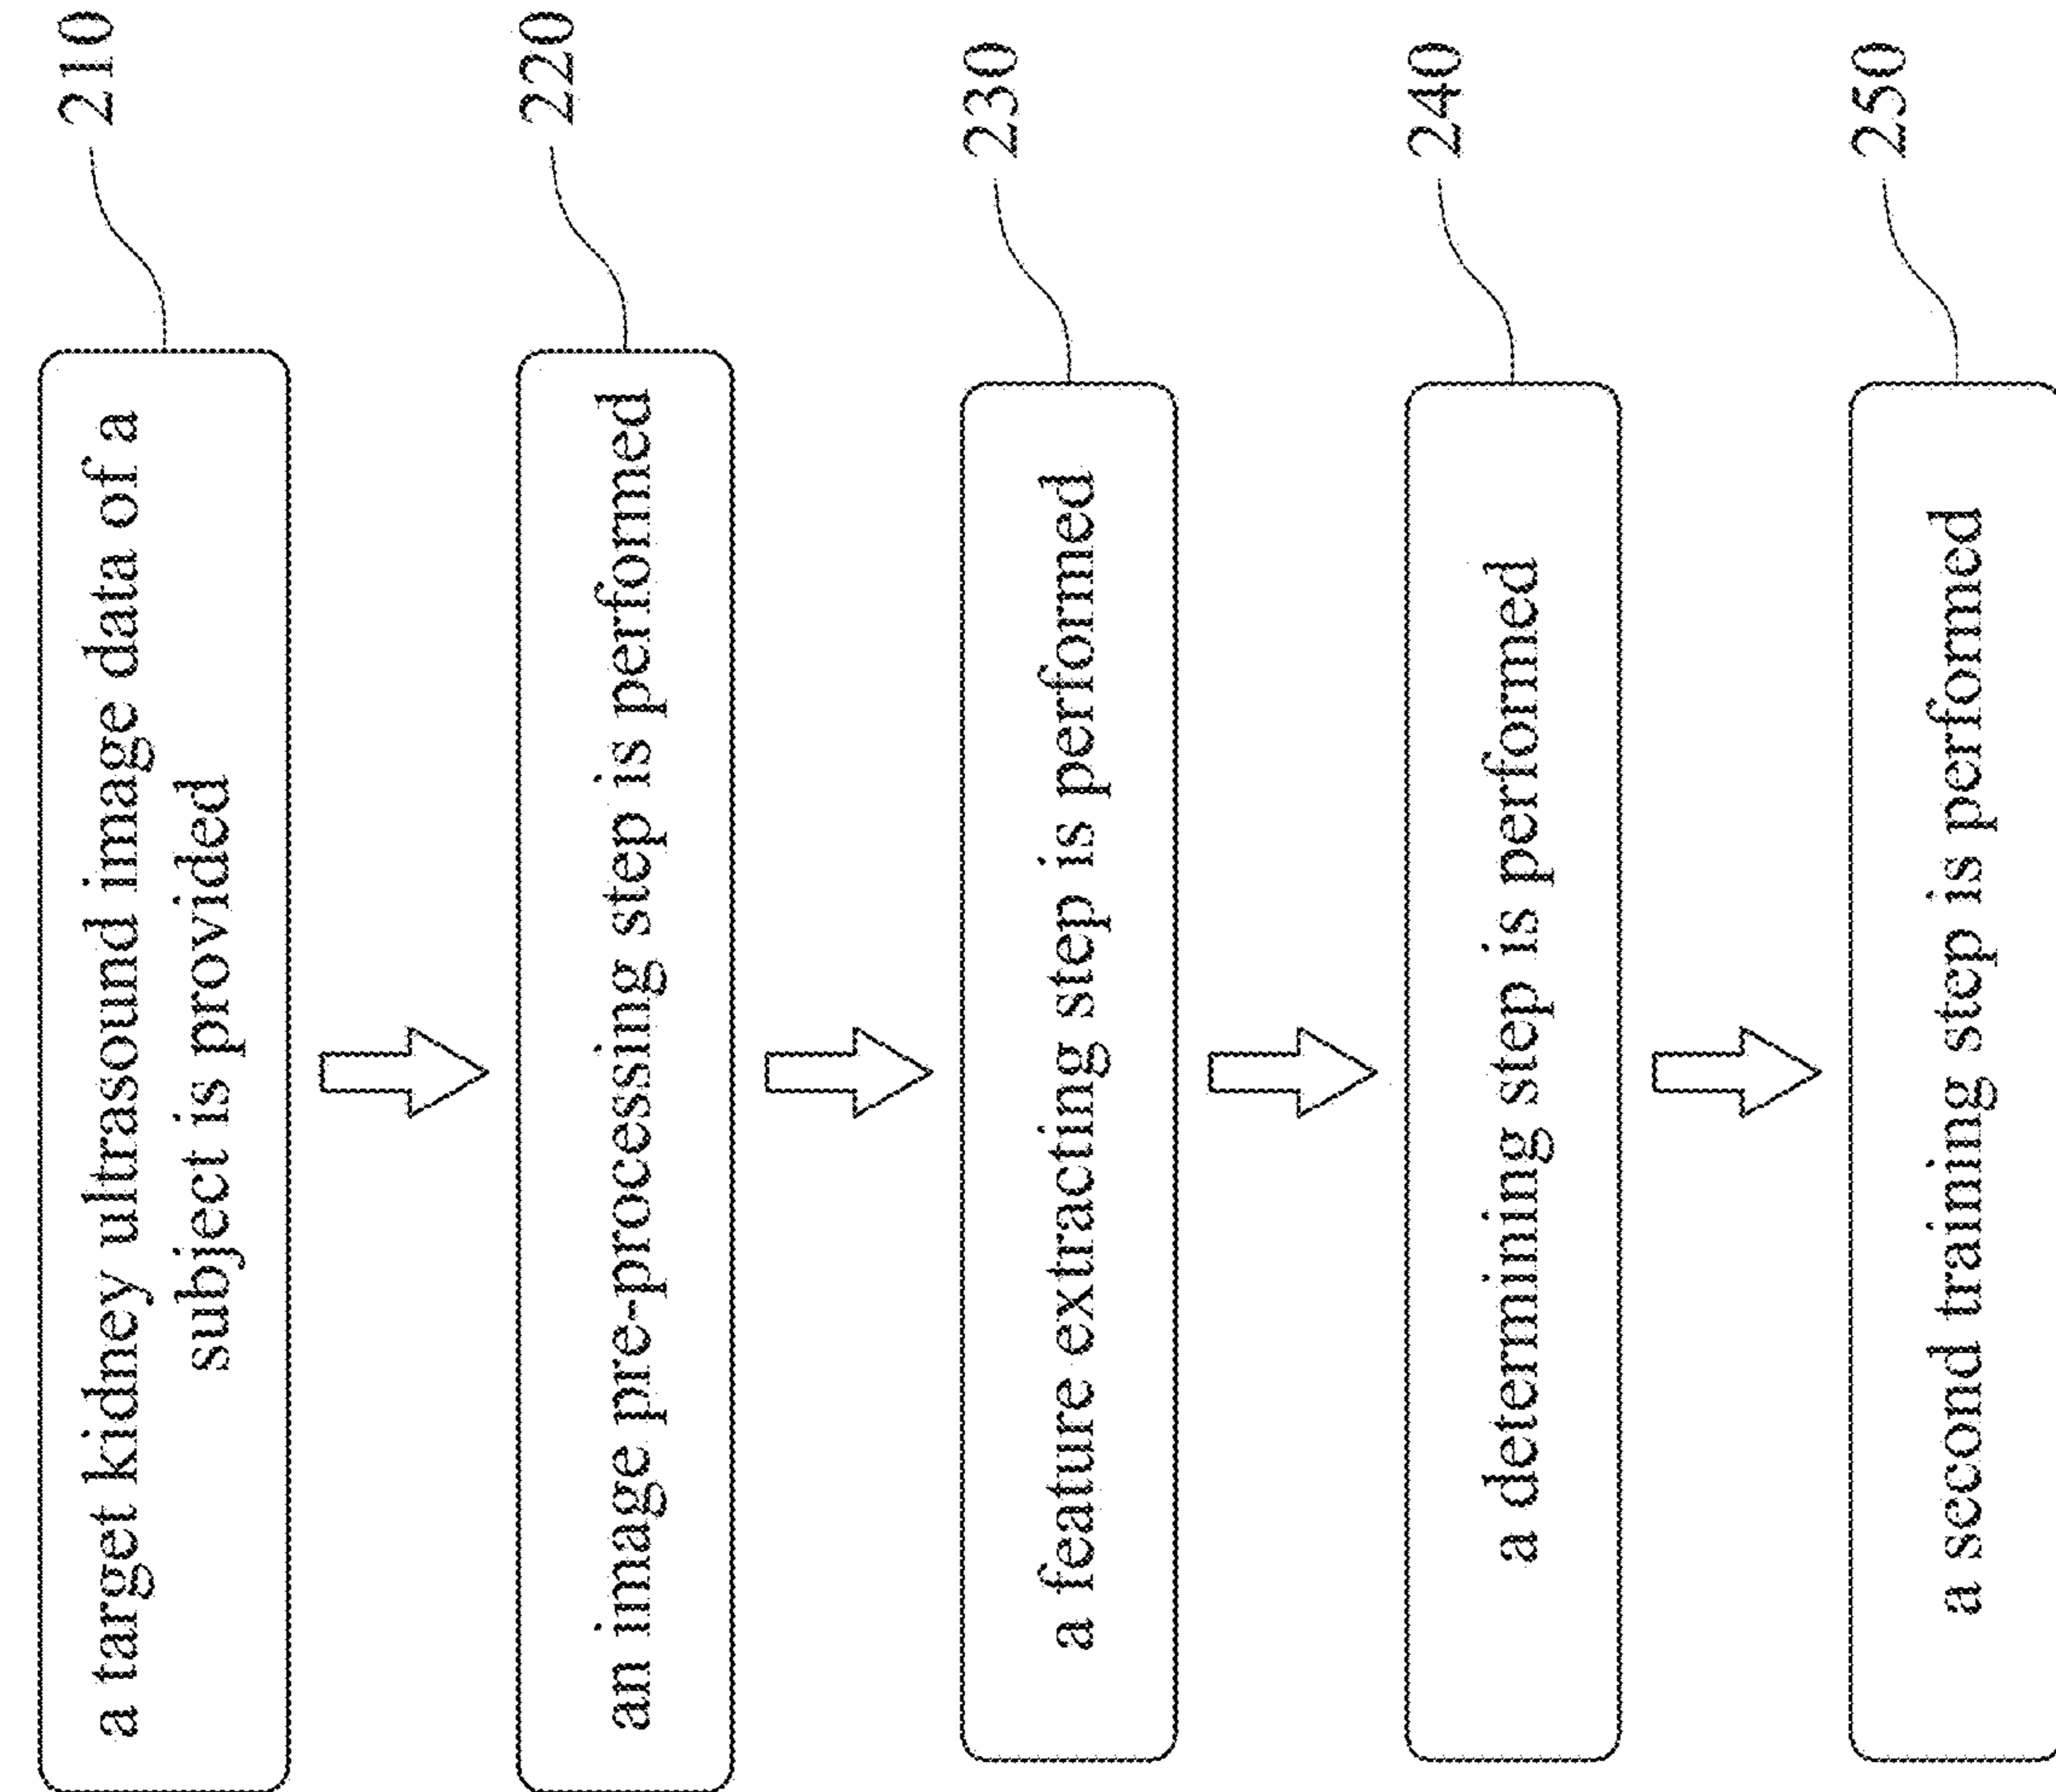 a target kidney ultrasound image data of a
subject is provided
210
an image pre-processing step is performed
220
a feature extracting step is performed
230
a determining step is performed
240
a second training step is performed
250